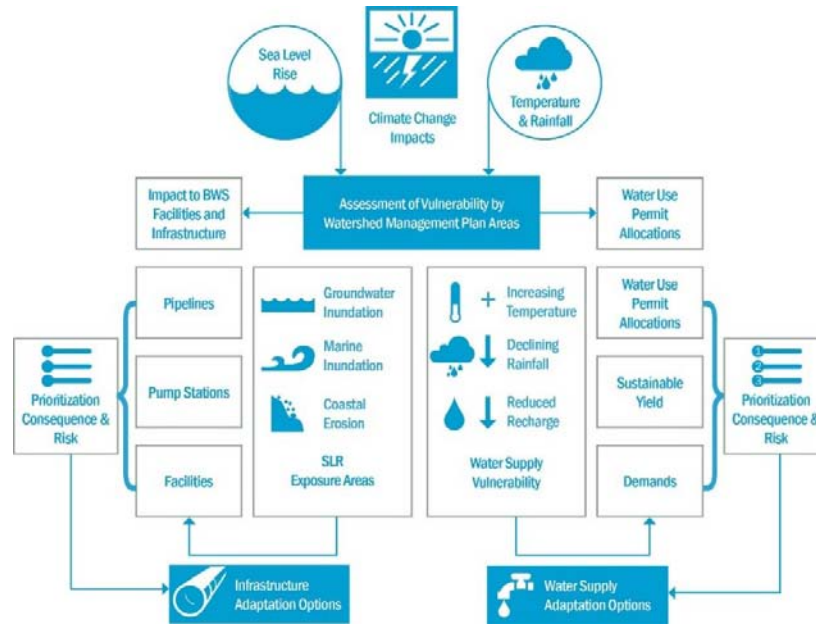 Sea Level
Rise
Climate Change
Impacts
Temperature
& Rainfall
Impact to BWS
Facilities and
Infrastructure
Assessment of Vulnerability by
Watershed Management Plan Areas
Water Use
Permit
Allocations
Prioritization
Consequence &
Risk
Pipelines
Pump Stations
Facilities
Groundwater
Inundation
Marine
Inundation
Coastal
Erosion
SLR
Exposure Areas
+ Increasing
Temperature
Declining
Rainfall
Reduced
Recharge
Water Supply
Vulnerability
Water Use
Permit
Allocations
Sustainable
Yield
Demands
1
2
3
Prioritization
Consequence &
Risk
Infrastructure
Adaptation Options
Water Supply
Adaptation Options